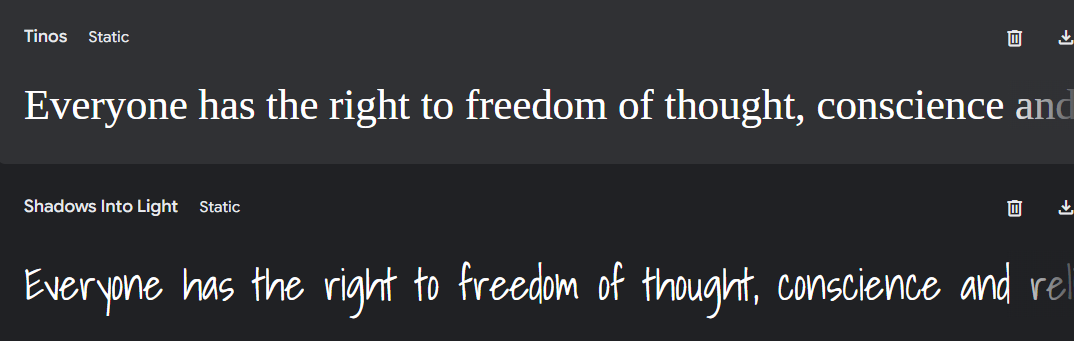 Tinos Static
Everyone has the right to freedom of thought, conscience and
Shadows Into Light Static
Everyone has the right to freedom of thought, conscience and rel